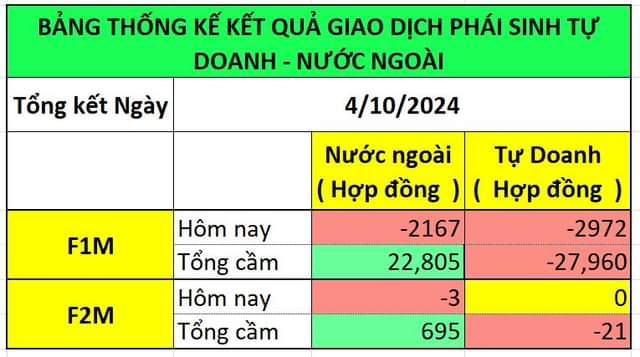 BẢNG THỐNG KẾ KẾT QUẢ GIAO DỊCH PHÁI SINH TỰ
DOANH - NƯỚC NGOÀI
Tổng kết Ngày 4/10/2024
Nước ngoài Tự Doanh
( Hợp đồng ) ( Hợp đồng )
F1M Hôm nay -2167 -2972
Tổng cầm 22,805 -27,960
F2M Hôm nay -3 0
Tổng cầm 695 -21